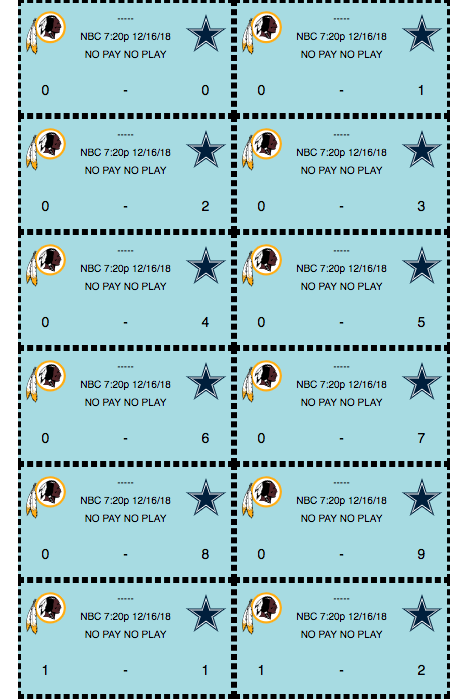 -----
NBC 7:20p 12/16/18
NO PAY NO PLAY
0 - 0
-----
NBC 7:20p 12/16/18
NO PAY NO PLAY
0 - 1
-----
NBC 7:20p 12/16/18
NO PAY NO PLAY
0 - 2
-----
NBC 7:20p 12/16/18
NO PAY NO PLAY
0 - 3
-----
NBC 7:20p 12/16/18
NO PAY NO PLAY
0 - 4
-----
NBC 7:20p 12/16/18
NO PAY NO PLAY
0 - 5
-----
NBC 7:20p 12/16/18
NO PAY NO PLAY
0 - 6
-----
NBC 7:20p 12/16/18
NO PAY NO PLAY
0 - 7
-----
NBC 7:20p 12/16/18
NO PAY NO PLAY
0 - 8
-----
NBC 7:20p 12/16/18
NO PAY NO PLAY
0 - 9
-----
NBC 7:20p 12/16/18
NO PAY NO PLAY
1 - 1
-----
NBC 7:20p 12/16/18
NO PAY NO PLAY
1 - 2